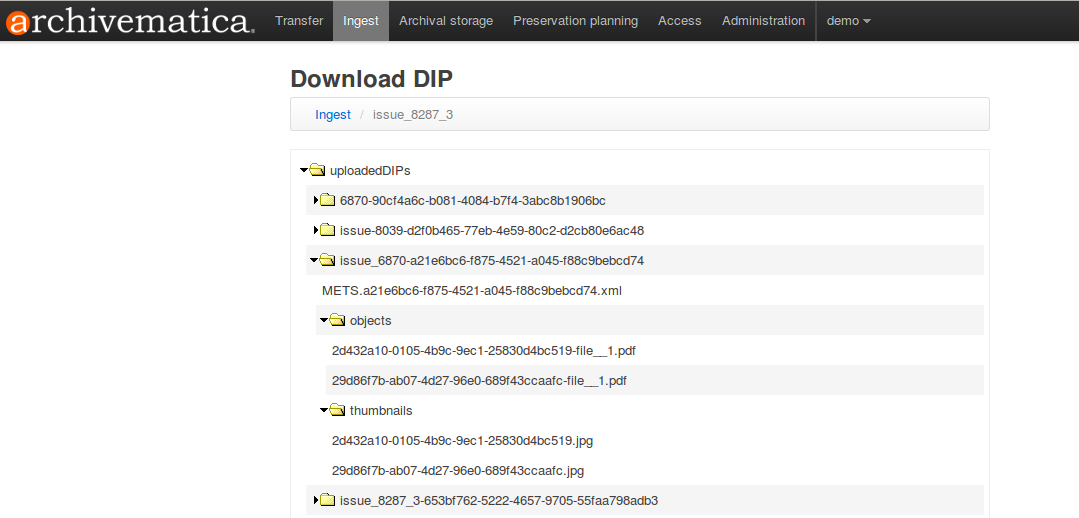 archivematica. Transfer Ingest Archival storage Preservation planning Access Administration demo
Download DIP
Ingest / issue_8287_3
uploadedDIPs
6870-90cf4a6c-b081-4084-b7f4-3abc8b1906bc
issue-8039-d2f0b465-77eb-4e59-80c2-d2cb80e6ac48
issue_6870-a21e6bc6-f875-4521-a045-f88c9bebcd74
METS.a21e6bc6-f875-4521-a045-f88c9bebcd74.xml
objects
2d432a10-0105-4b9c-9ec1-25830d4bc519-file__1.pdf
29d86f7b-ab07-4d27-96e0-689f43ccaafc-file__1.pdf
thumbnails
2d432a10-0105-4b9c-9ec1-25830d4bc519.jpg
29d86f7b-ab07-4d27-96e0-689f43ccaafc.jpg
issue_8287_3-653bf762-5222-4657-9705-55faa798adb3